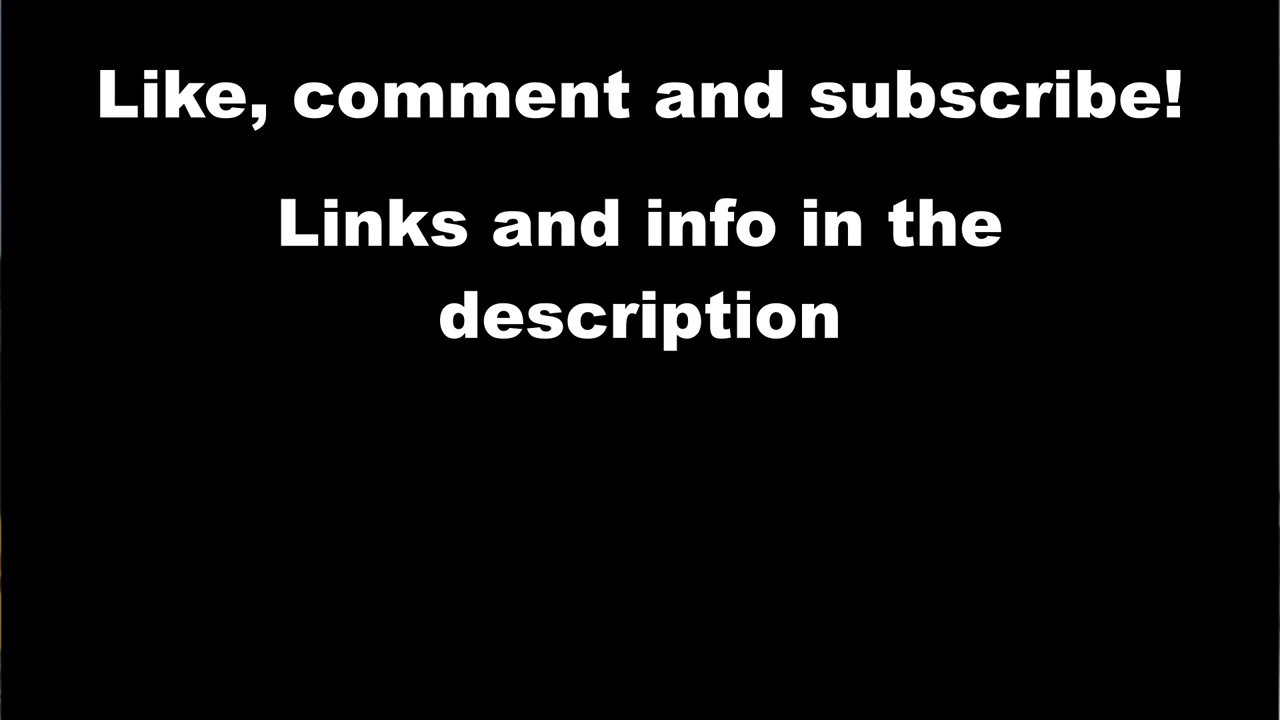 Like, comment and subscribe!
Links and info in the
description